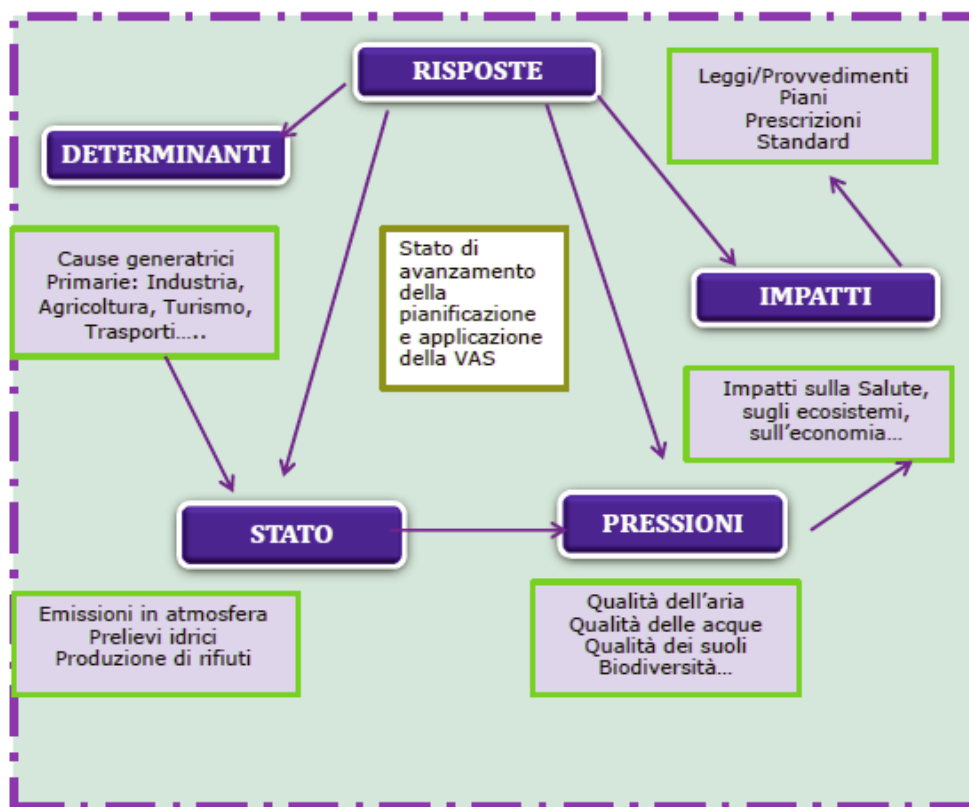 RISPOSTE
Leggi/Provvedimenti
Piani
Prescrizioni
Standard
DETERMINANTI
Cause generatrici
Primarie: Industria,
Agricoltura, Turismo,
Trasporti…..
Stato di
avanzamento
della
pianificazione
e applicazione
della VAS
IMPATTI
Impatti sulla Salute,
sugli ecosistemi,
sull’economia…
STATO
PRESSIONI
Emissioni in atmosfera
Prelievi idrici
Produzione di rifiuti
Qualità dell’aria
Qualità delle acque
Qualità dei suoli
Biodiversità…